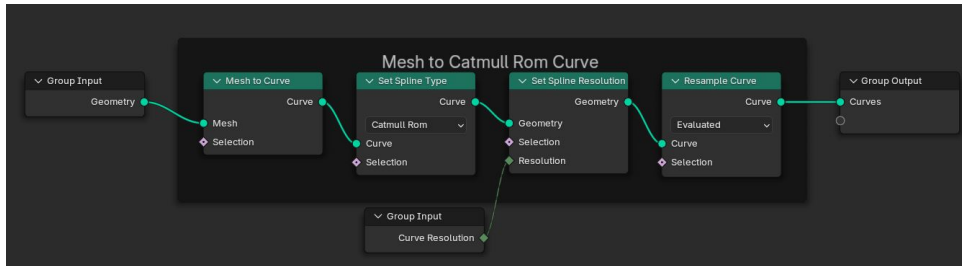 Mesh to Catmull Rom Curve
Group Input
Geometry
Mesh to Curve
Curve
Mesh
Selection
Set Spline Type
Curve
Catmull Rom
Curve
Selection
Set Spline Resolution
Geometry
Geometry
Selection
Resolution
Resample Curve
Curve
Evaluated
Curve
Selection
Group Output
Curves
Group Input
Curve Resolution